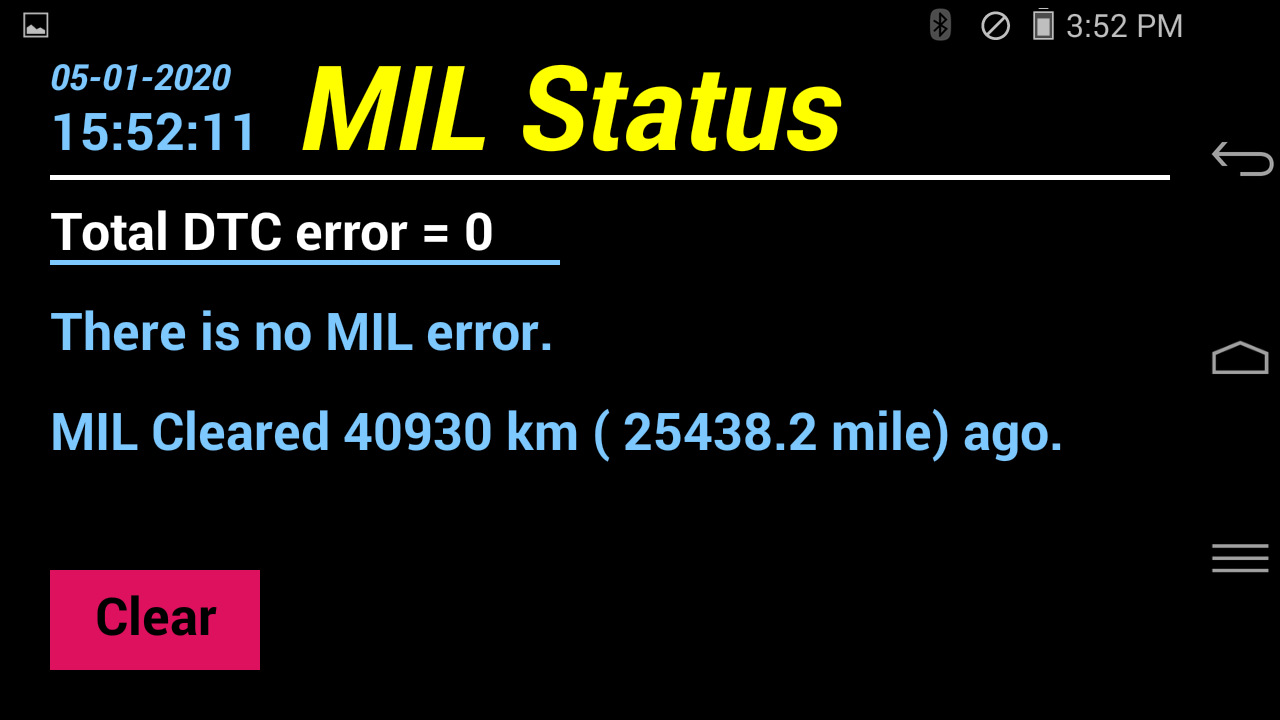 3:52 PM
05-01-2020
15:52:11
MIL Status
Total DTC error = 0
There is no MIL error.
MIL Cleared 40930 km ( 25438.2 mile) ago.
Clear